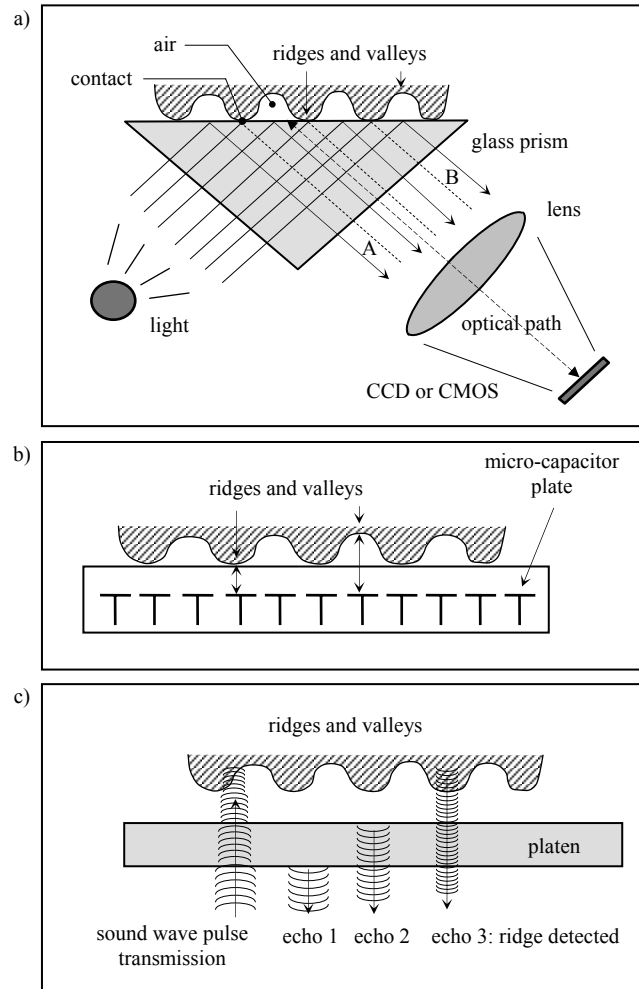 a)
air
ridges and valleys
contact
glass prism
B
lens
A
light
optical path
CCD or CMOS
b)
micro-capacitor
plate
ridges and valleys
c)
ridges and valleys
platen
sound wave pulse
transmission
echo 1
echo 2
echo 3: ridge detected